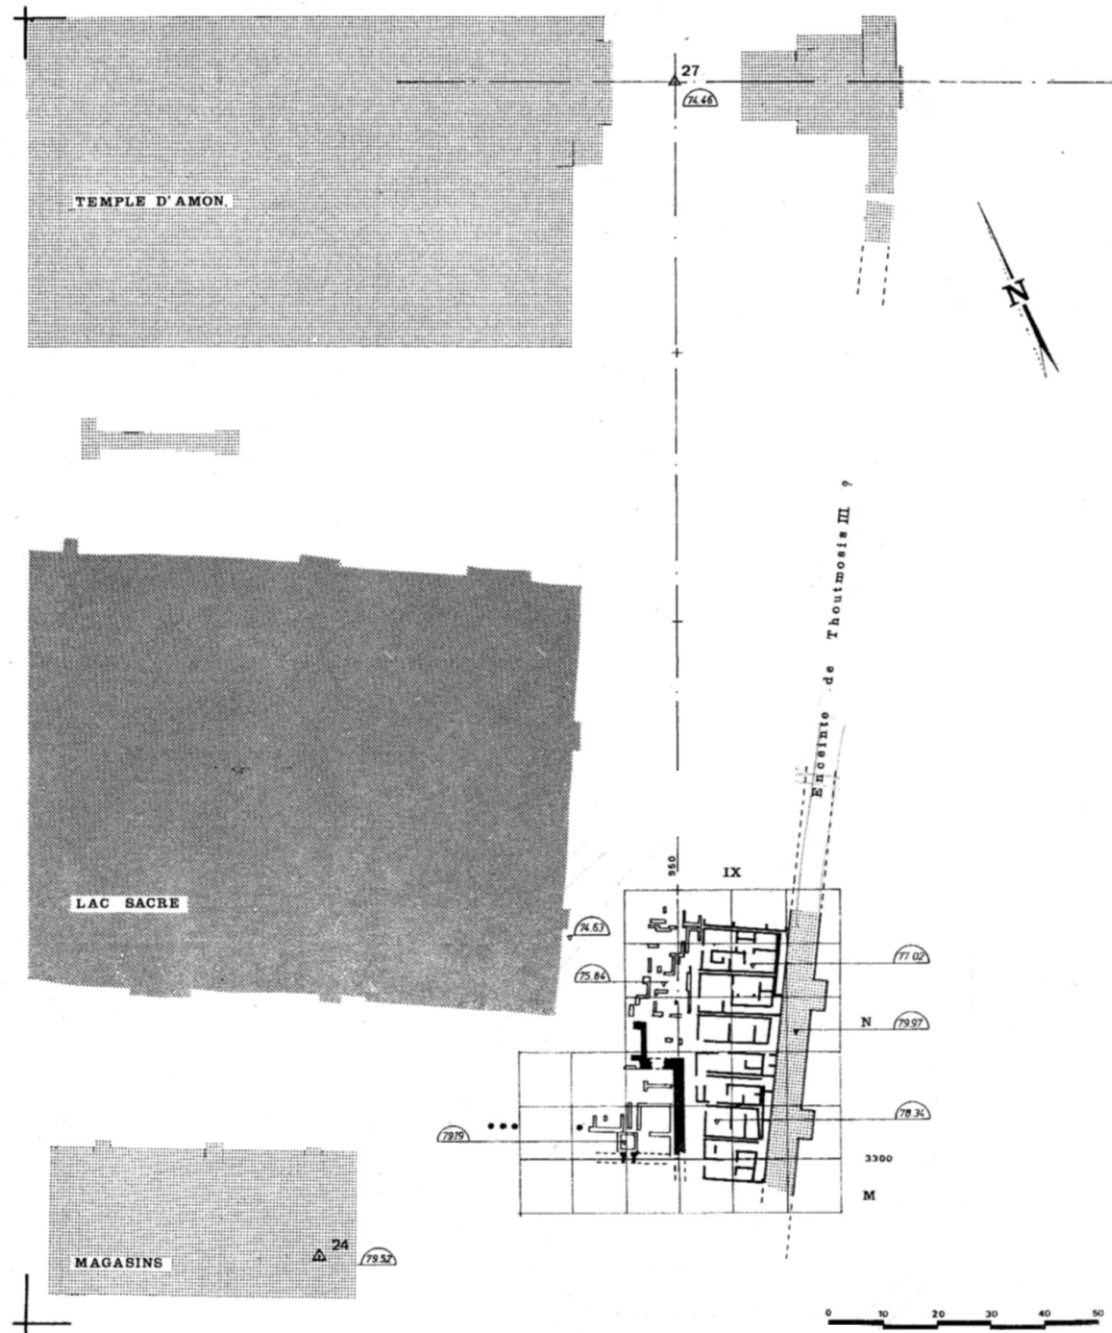 27
74.46
TEMPLE D'AMON.
N
Enceinte de Thoutmosis III ?
LAC SACRE
950
IX
74.63
75.84
77.02
N
79.97
78.34
79.19
3300
M
MAGASINS
24
79.52
0 10 20 30 40 50